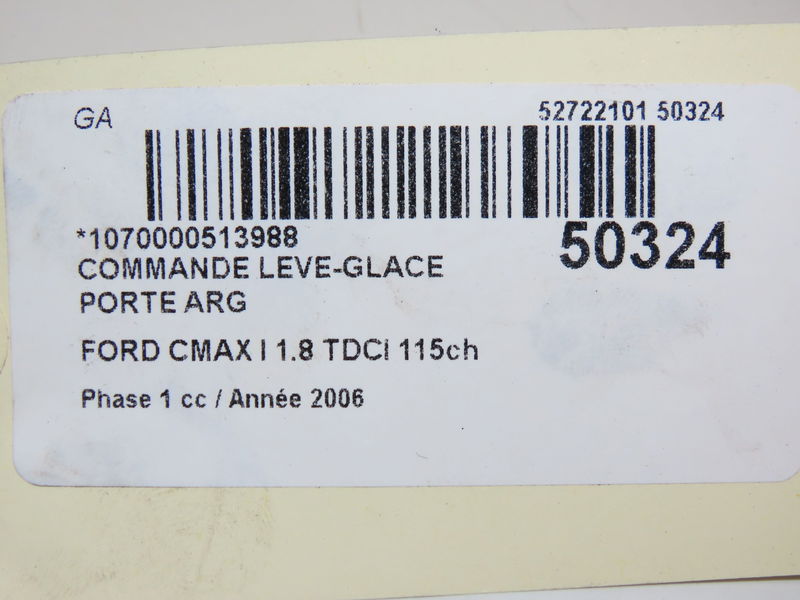 GA
52722101 50324
*1070000513988
50324
COMMANDE LEVE-GLACE
PORTE ARG
FORD CMAX I 1.8 TDCI 115ch
Phase 1 cc / Année 2006